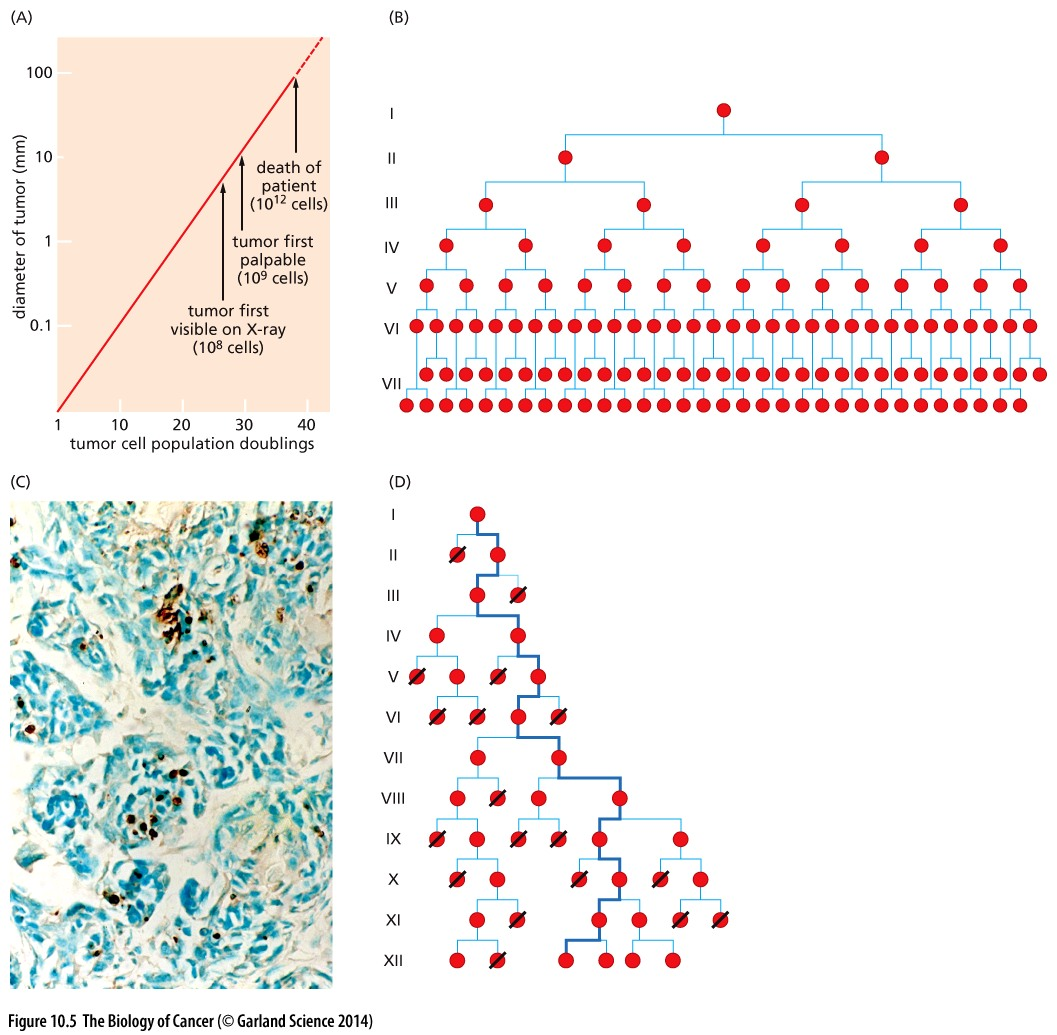 (A)
diameter of tumor (mm)
100
10
1
0.1
death of
patient
(10¹² cells)
tumor first
palpable
(10⁹ cells)
tumor first
visible on X-ray
(10⁸ cells)
1 10 20 30 40
tumor cell population doublings
(B)
I
II
III
IV
V
VI
VII
(C)
(D)
I
II
III
IV
V
VI
VII
VIII
IX
X
XI
XII
Figure 10.5 The Biology of Cancer (© Garland Science 2014)